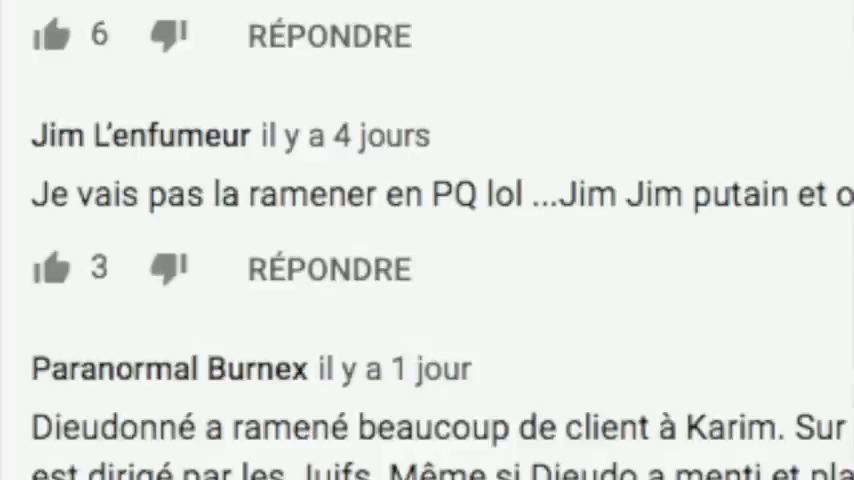 6 RÉPONDRE
Jim L'enfumeur il y a 4 jours
Je vais pas la ramener en PQ lol ...Jim Jim putain et o
3 RÉPONDRE
Paranormal Burnex il y a 1 jour
Dieudonné a ramené beaucoup de client à Karim. Sur
est dirigé par les Juifs. Même si Dieudo a menti et pla